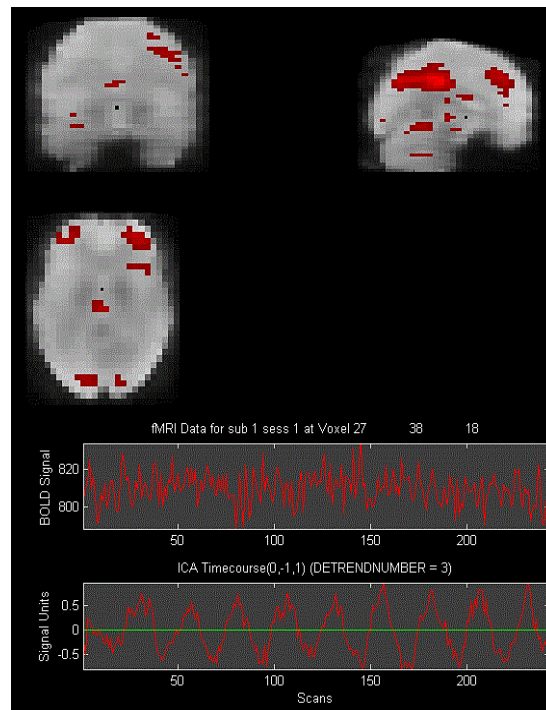 fMRI Data for sub 1 sess 1 at Voxel 27 38 18
BOLD Signal
820
800
50 100 150 200
ICA Timecourse(0,-1,1) (DETRENDNUMBER = 3)
Signal Units
0.5
0
-0.5
50 100 150 200
Scans